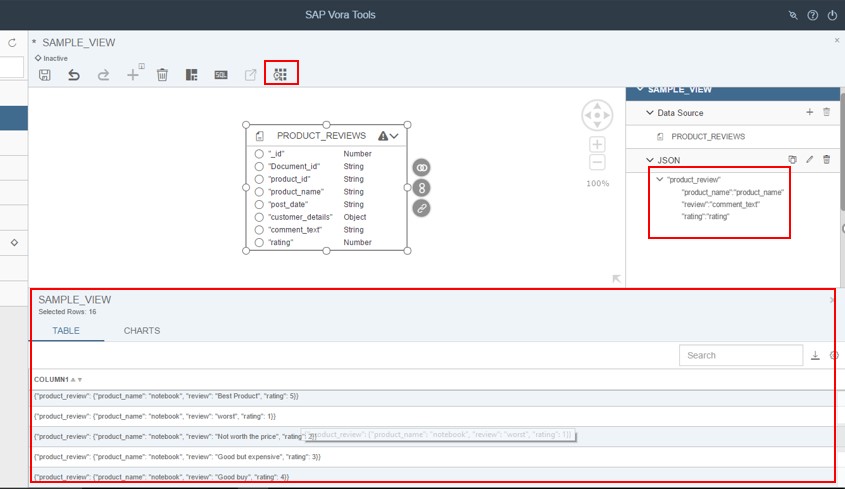 SAP Vora Tools
* SAMPLE_VIEW
Inactive
SQL
SAMPLE_VIEW
Data Source
PRODUCT_REVIEWS
JSON
"product_review"
"product_name":"product_name"
"review":"comment_text"
"rating":"rating"
PRODUCT_REVIEWS
"_id" Number
"Document_id" String
"product_id" String
"product_name" String
"post_date" String
"customer_details" Object
"comment_text" String
"rating" Number
100%
SAMPLE_VIEW
Selected Rows: 16
TABLE CHARTS
Search
COLUMN1
{"product_review": {"product_name": "notebook", "review": "Best Product", "rating": 5}}
{"product_review": {"product_name": "notebook", "review": "worst", "rating": 1}}
{"product_review": {"product_name": "notebook", "review": "Not worth the price", "rating": 2}}
{"product_review": {"product_name": "notebook", "review": "worst", "rating": 1}}
{"product_review": {"product_name": "notebook", "review": "Good but expensive", "rating": 3}}
{"product_review": {"product_name": "notebook", "review": "Good buy", "rating": 4}}